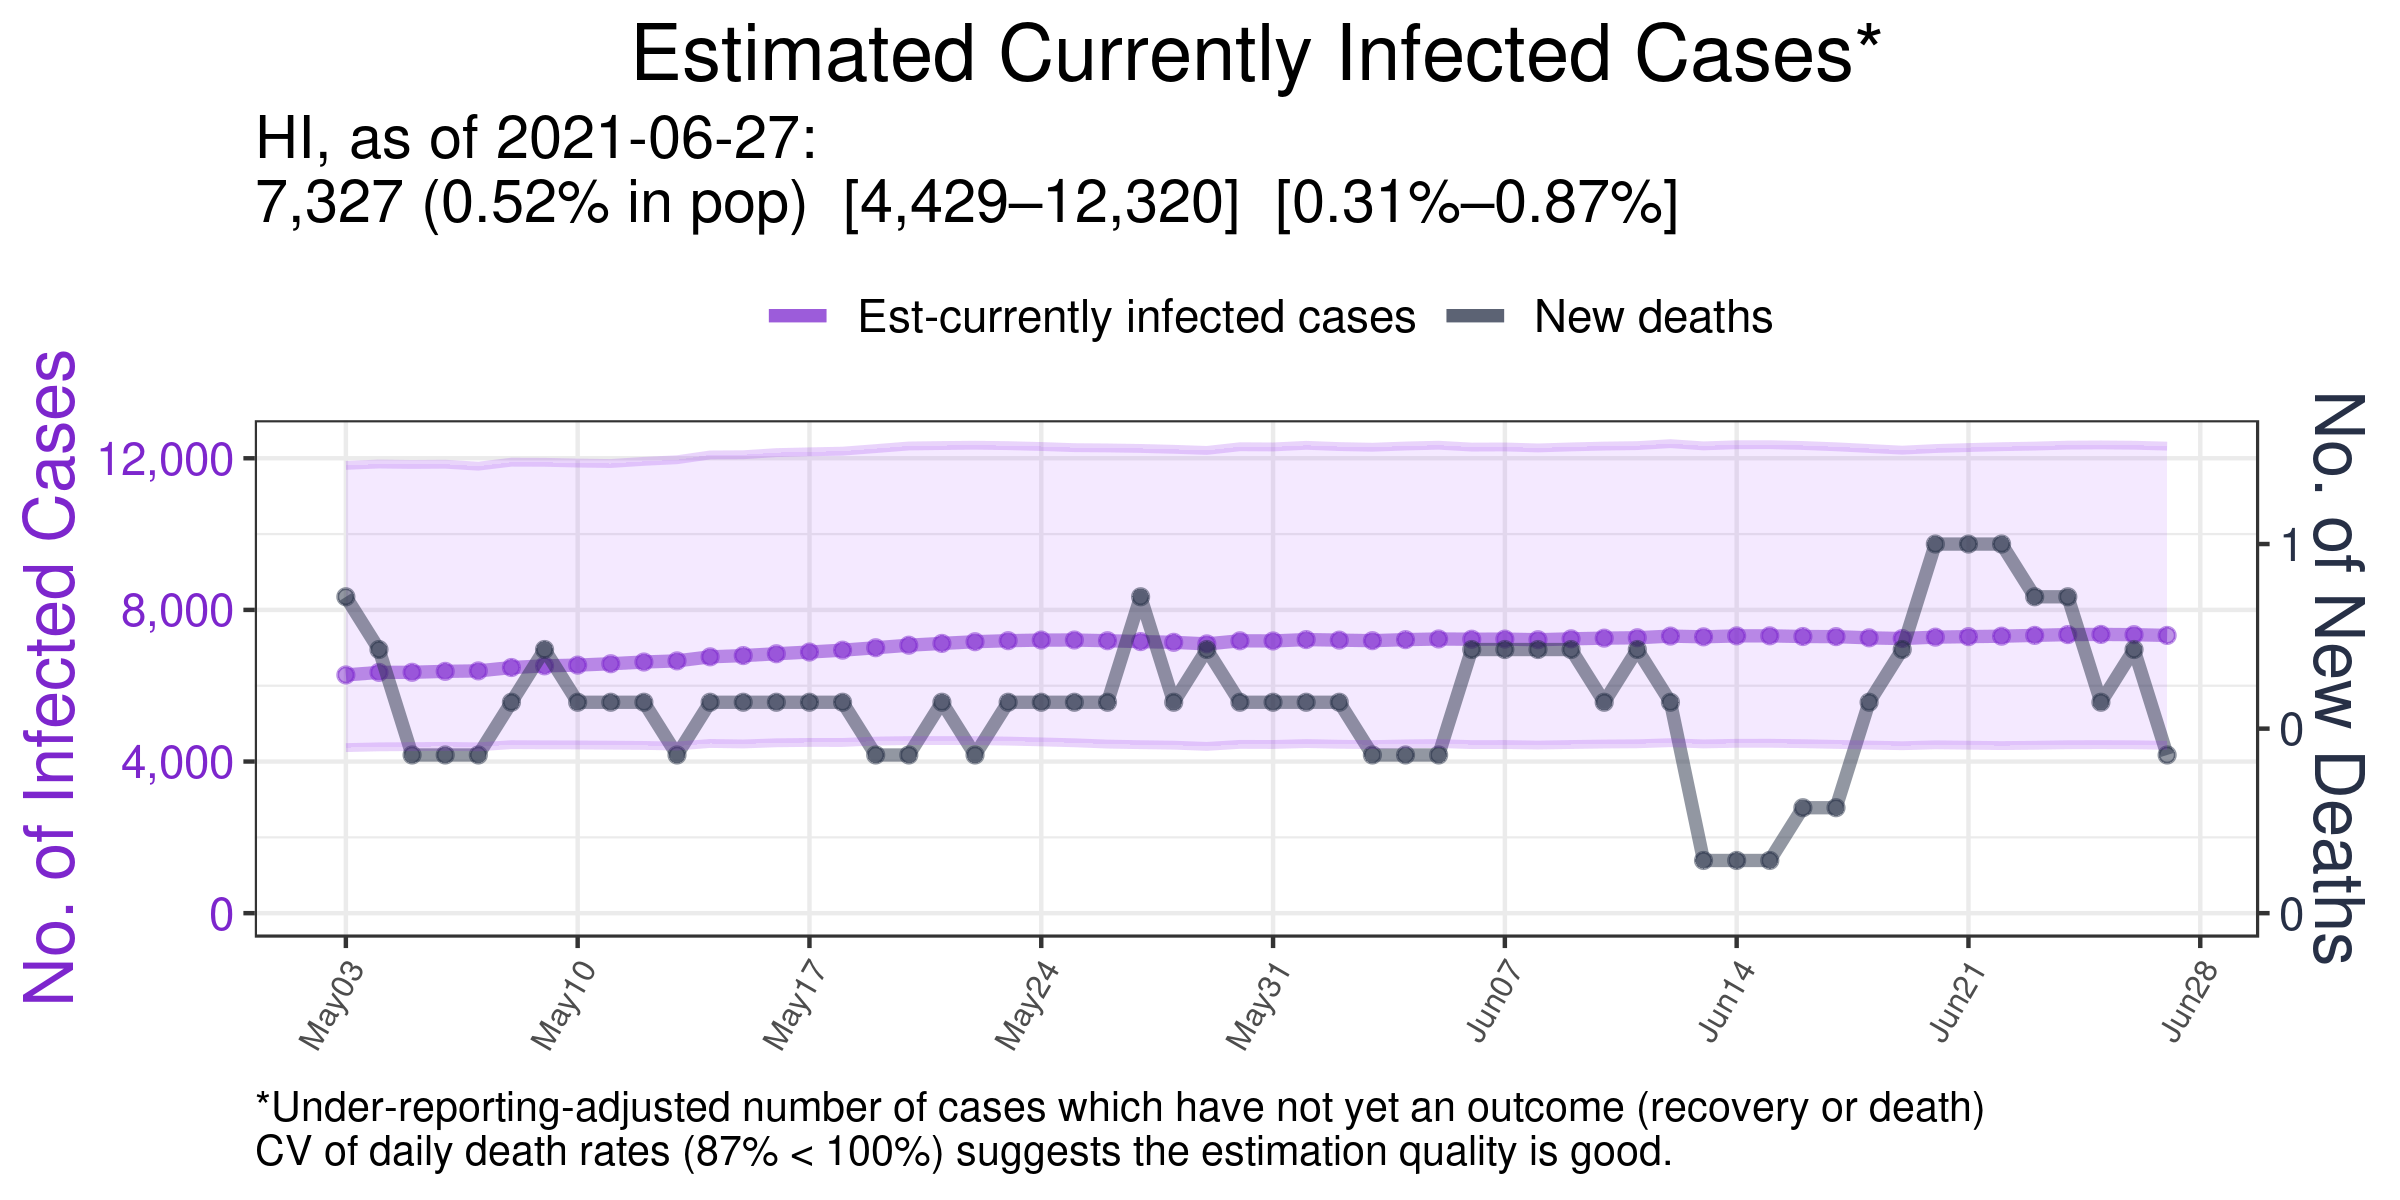 Estimated Currently Infected Cases*
HI, as of 2021-06-27:
7,327 (0.52% in pop)  [4,429–12,320]  [0.31%–0.87%]
Est-currently infected cases
New deaths
No. of Infected Cases
12,000
8,000
4,000
0
No. of New Deaths
1
0
0
May03
May10
May17
May24
May31
Jun07
Jun14
Jun21
Jun28
*Under-reporting-adjusted number of cases which have not yet an outcome (recovery or death)
CV of daily death rates (87% < 100%) suggests the estimation quality is good.